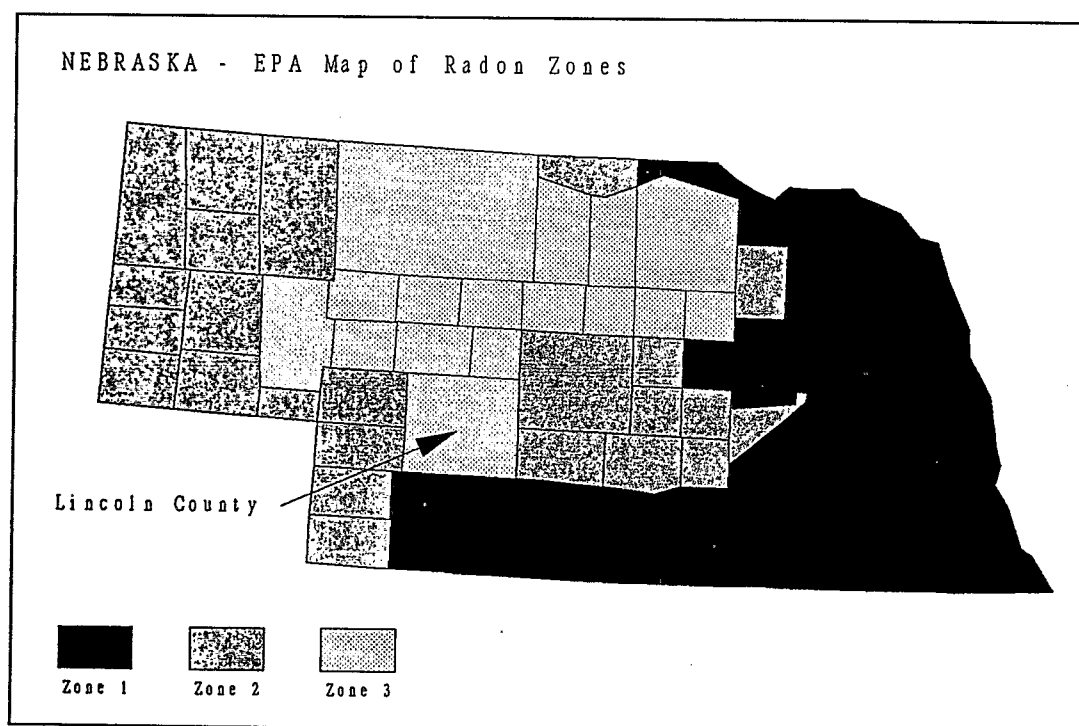 NEBRASKA - EPA Map of Radon Zones
Lincoln County
Zone 1
Zone 2
Zone 3